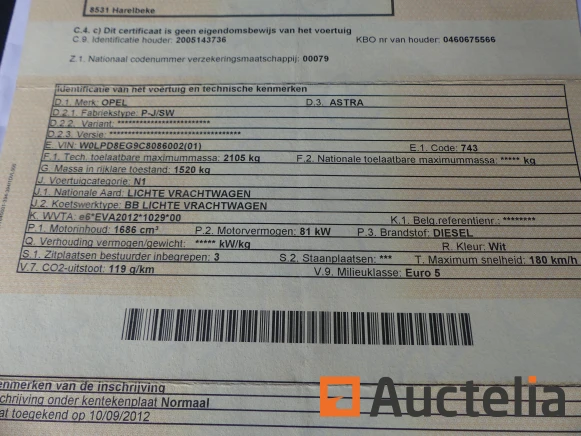 8531 Harelbeke
C.4. c) Dit certificaat is geen eigendomsbewijs van het voertuig
C.9. Identificatie houder: 2005143736 KBO nr van houder: 0460675566
Z.1. Nationaal codenummer verzekeringsmaatschappij: 00079
Identificatie van het voertuig en technische kenmerken
D.1. Merk: OPEL D.3. ASTRA
D.2.1. Fabriekstype: P-J/SW
D.2.2. Variant: *************************
D.2.3. Versie: ***********************************
E. VIN: W0LPD8EG9C8086002(01) E.1. Code: 743
F.1. Tech. toelaatbare maximummassa: 2105 kg F.2. Nationale toelaatbare maximummassa: ***** kg
G. Massa in rijklare toestand: 1520 kg
J. Voertuigcategorie: N1
J.1. Nationale Aard: LICHTE VRACHTWAGEN
J.2. Koetswerktype: BB LICHTE VRACHTWAGEN
K. WVTA: e6*EVA2012*1029*00 K.1. Belg.referentienr.: ********
P.1. Motorinhoud: 1686 cm³ P.2. Motorvermogen: 81 kW P.3. Brandstof: DIESEL
Q. Verhouding vermogen/gewicht: ***** kW/kg R. Kleur: Wit
S.1. Zitplaatsen bestuurder inbegrepen: 3 S.2. Staanplaatsen: *** T. Maximum snelheid: 180 km/h
V.7. CO2-uitstoot: 119 g/km V.9. Milieuklasse: Euro 5
enmerken van de inschrijving
chrijving onder kentekenplaat Normaal
at toegekend op 10/09/2012
Auctelia